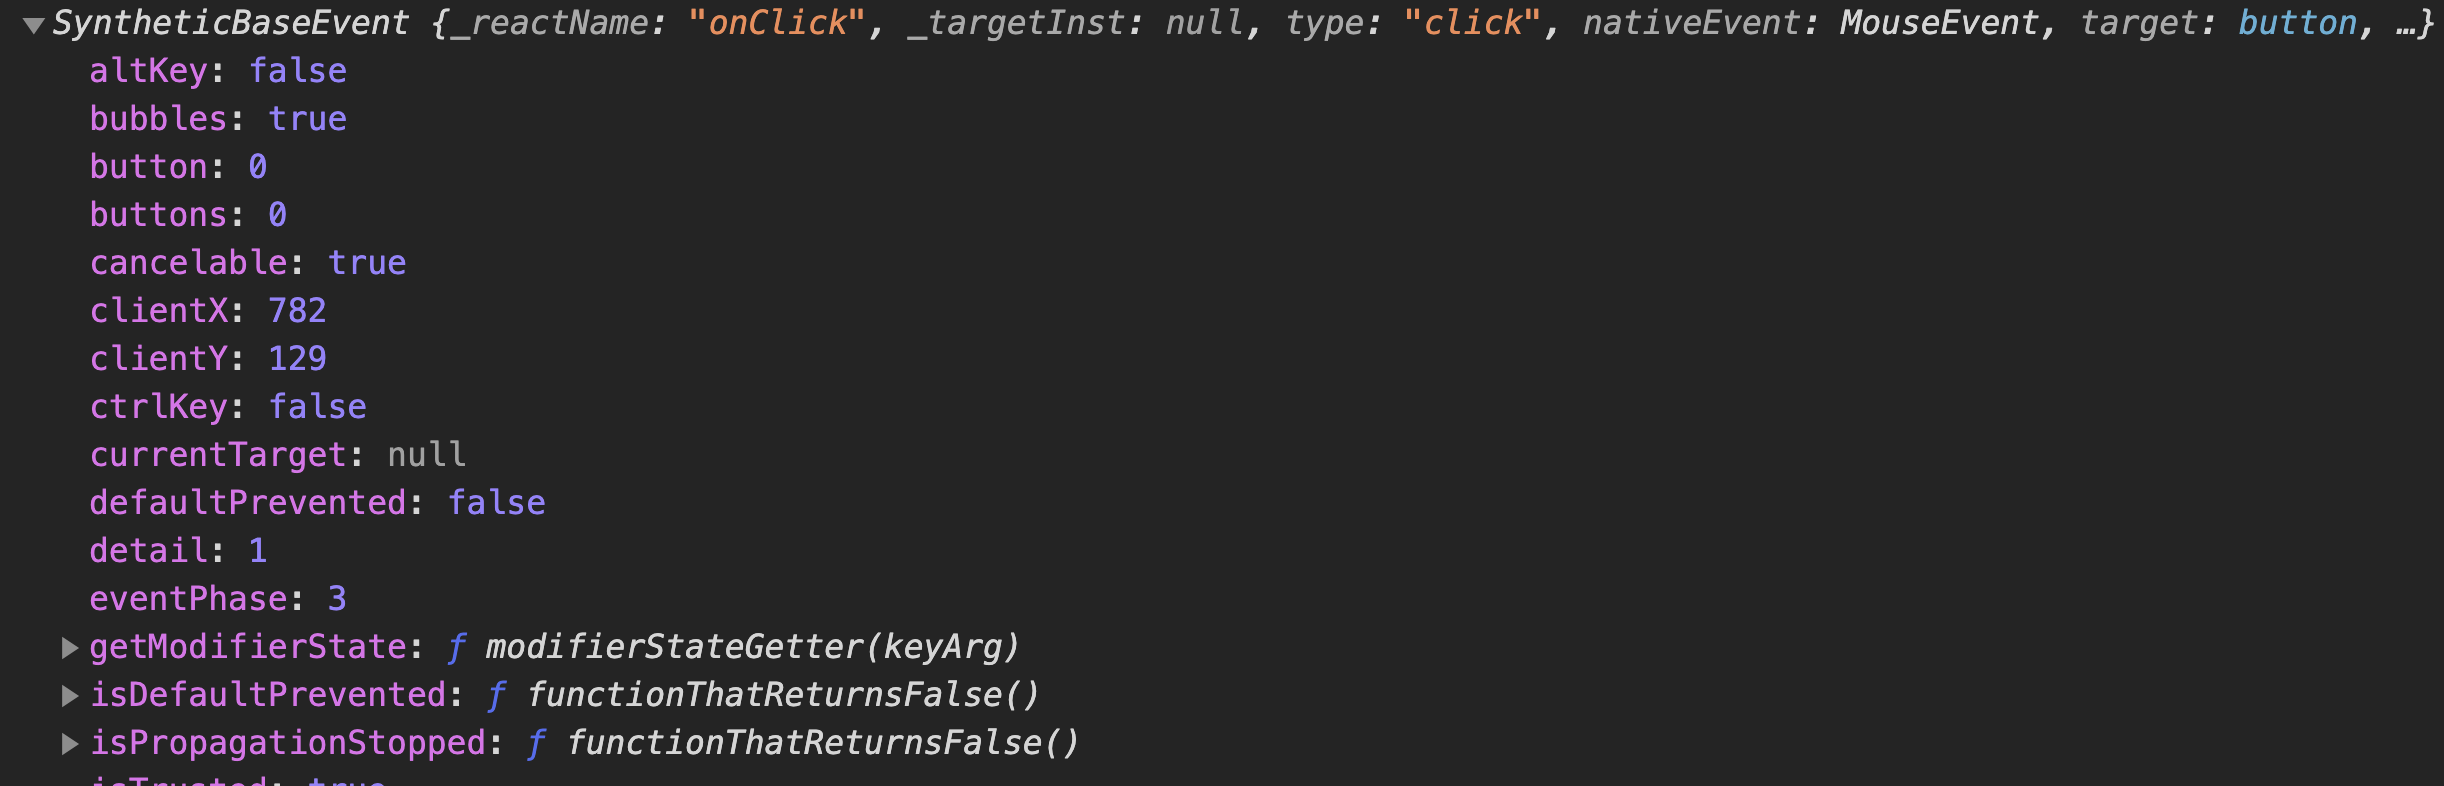 ▼SyntheticBaseEvent {_reactName: "onClick", _targetInst: null, type: "click", nativeEvent: MouseEvent, target: button, …}
altKey: false
bubbles: true
button: 0
buttons: 0
cancelable: true
clientX: 782
clientY: 129
ctrlKey: false
currentTarget: null
defaultPrevented: false
detail: 1
eventPhase: 3
▶getModifierState: ƒ modifierStateGetter(keyArg)
▶isDefaultPrevented: ƒ functionThatReturnsFalse()
▶isPropagationStopped: ƒ functionThatReturnsFalse()
isTrusted: true